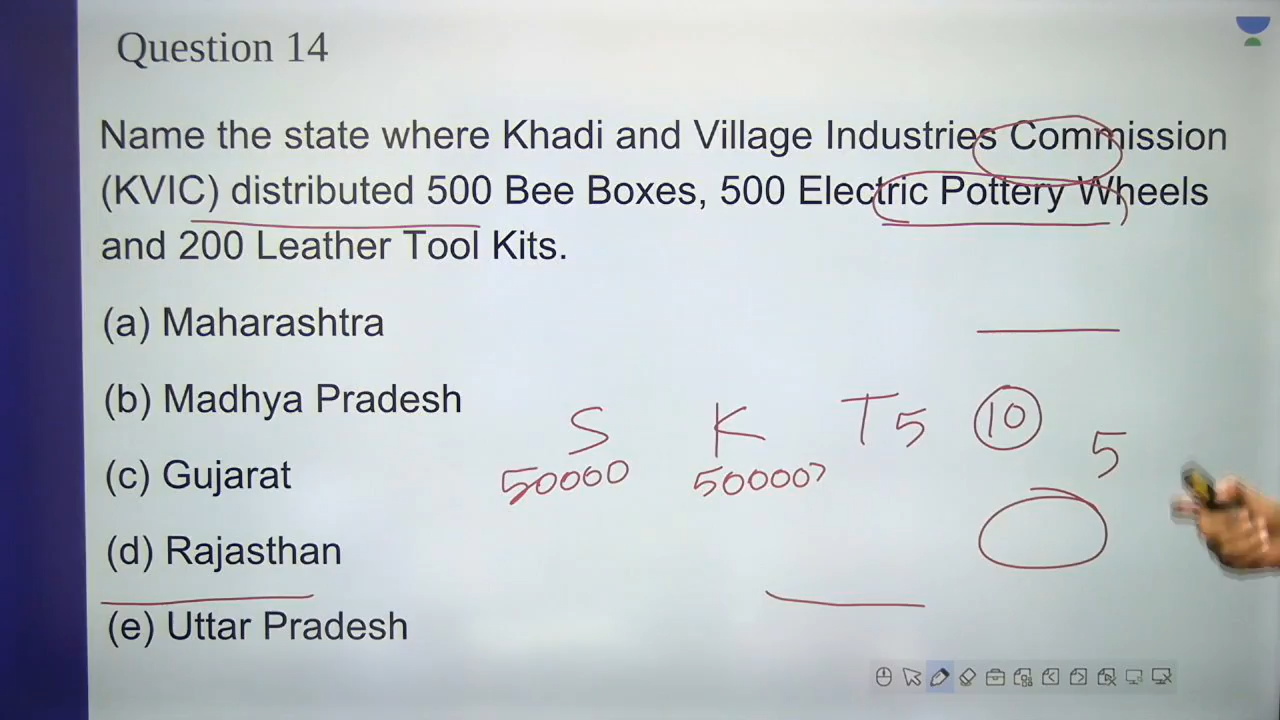 Question 14
Name the state where Khadi and Village Industries Commission
(KVIC) distributed 500 Bee Boxes, 500 Electric Pottery Wheels
and 200 Leather Tool Kits.
(a) Maharashtra
(b) Madhya Pradesh
S K T5 10
5
(c) Gujarat
50000
(d) Rajasthan
(e) Uttar Pradesh